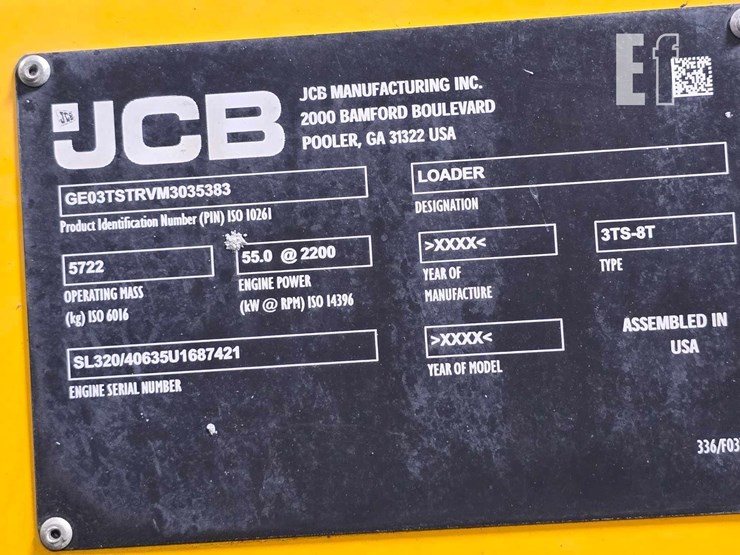 Ef
JCB
JCB MANUFACTURING INC.
2000 BAMFORD BOULEVARD
POOLER, GA 31322 USA
GE03TSTRVM3035383
Product Identification Number (PIN) ISO 10261
LOADER
DESIGNATION
5722
OPERATING MASS
(kg) ISO 6016
55.0 @ 2200
ENGINE POWER
(kW @ RPM) ISO 14396
>XXXX<
YEAR OF
MANUFACTURE
3TS-8T
TYPE
SL320/40635U1687421
ENGINE SERIAL NUMBER
>XXXX<
YEAR OF MODEL
ASSEMBLED IN
USA
336/F03